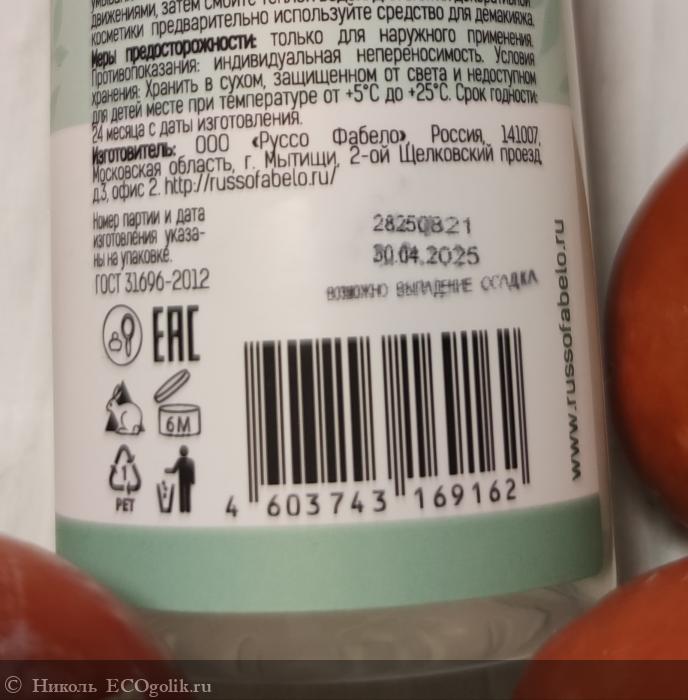 движениями, затем смойте теплой водой.
косметики предварительно используйте средство для демакияжа.
Меры предосторожности: только для наружного применения.
Противопоказания: индивидуальная непереносимость. Условия
хранения: Хранить в сухом, защищенном от света и недоступном
для детей месте при температуре от +5°C до +25°C. Срок годности:
24 месяца с даты изготовления.
Изготовитель: ООО «Руссо Фабело», Россия, 141007,
Московская область, г. Мытищи, 2-ой Щелковский проезд,
д.3, офис 2. http://russofabelo.ru/
Номер партии и дата
изготовления указа-
ны на упаковке.
ГОСТ 31696-2012
28250821
30.04.2025
ВОЗМОЖНО ВЫПАДЕНИЕ ОСАДКА
EAC
6M
1
PET
4 603743 169162
www.russofabelo.ru
© Николь ECOgolik.ru